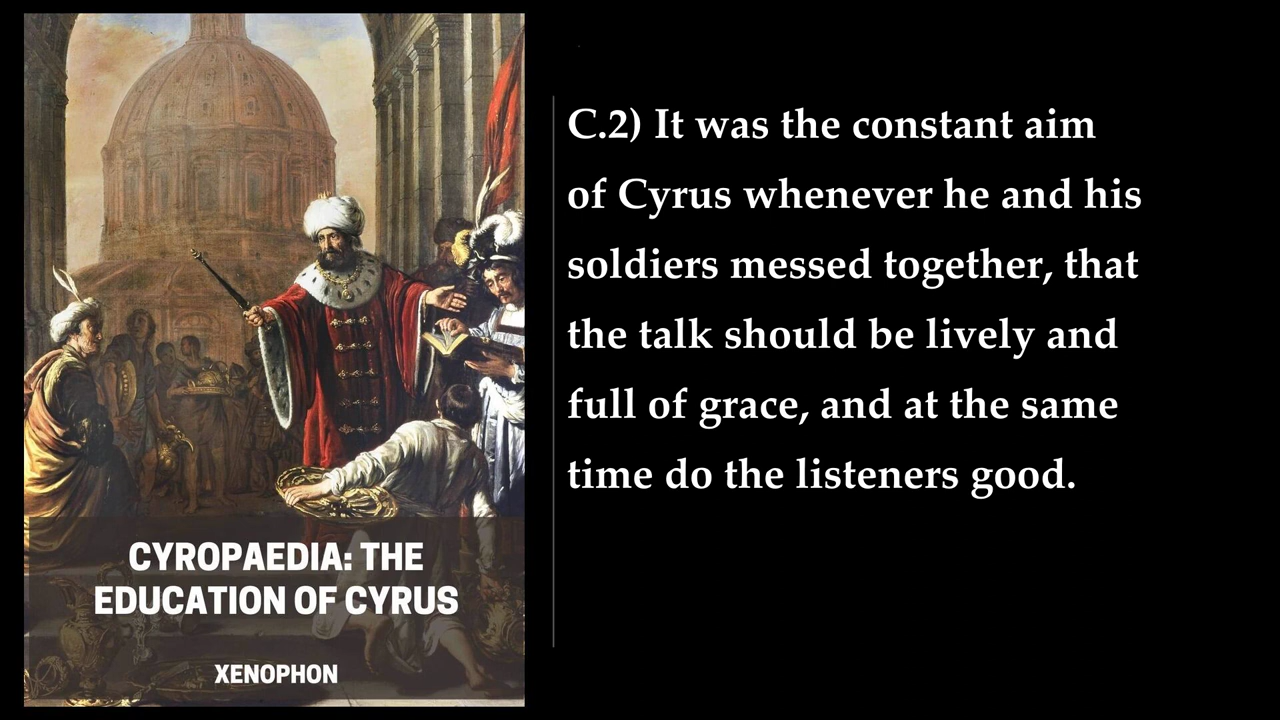 CYROPAEDIA: THE
EDUCATION OF CYRUS
XENOPHON
C.2) It was the constant aim
of Cyrus whenever he and his
soldiers messed together, that
the talk should be lively and
full of grace, and at the same
time do the listeners good.